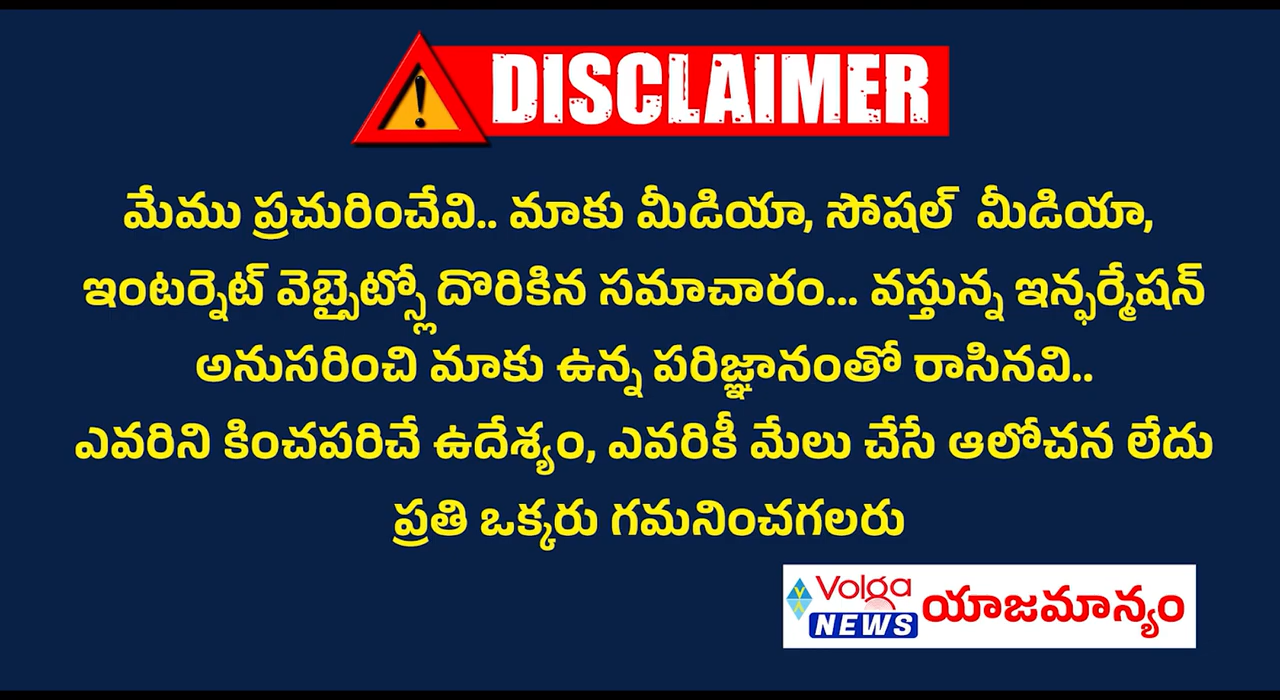 DISCLAIMER
మేము ప్రచురించేవి.. మాకు మీడియా, సోషల్ మీడియా,
ఇంటర్నెట్ వెబ్సైట్స్లో దొరికిన సమాచారం... వస్తున్న ఇన్ఫర్మేషన్
అనుసరించి మాకు ఉన్న పరిజ్ఞానంతో రాసినవి..
ఎవరిని కించపరిచే ఉదేశ్యం, ఎవరికీ మేలు చేసే ఆలోచన లేదు
ప్రతి ఒక్కరు గమనించగలరు
Volga NEWS యాజమాన్యం